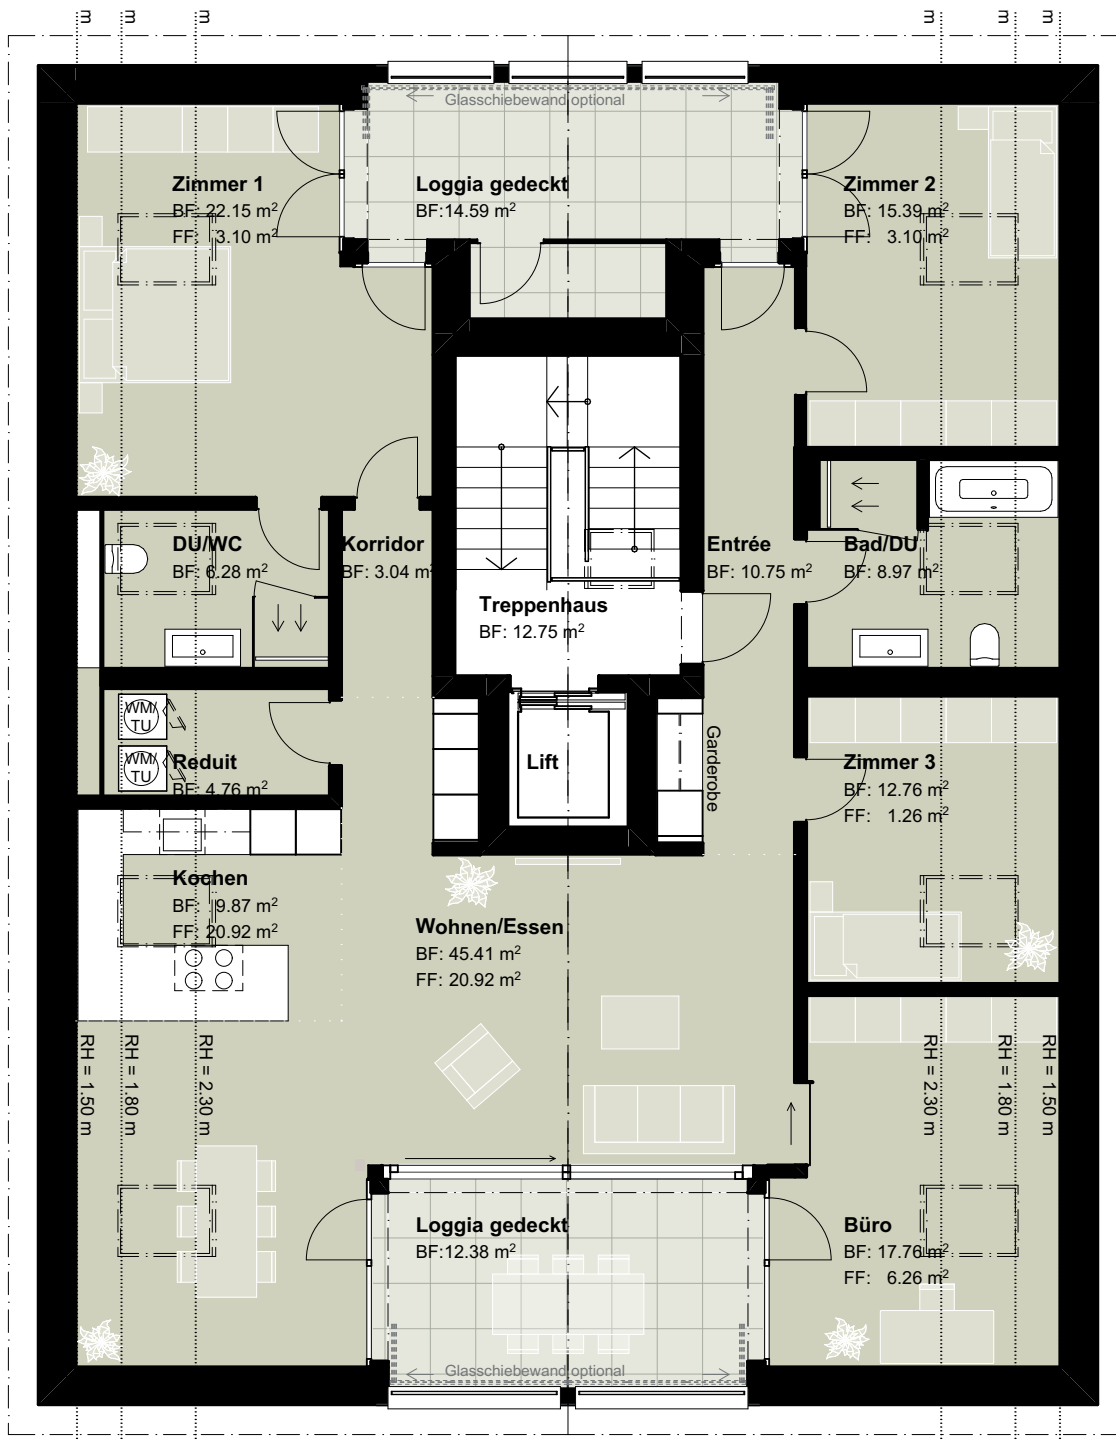 m
m
m
m
m
m
Glasschiebewand optional
Zimmer 1
BF: 22.15 m²
FF: 3.10 m²
Loggia gedeckt
BF:14.59 m²
Zimmer 2
BF: 15.39 m²
FF: 3.10 m²
DU/WC
BF: 6.28 m²
Korridor
BF: 3.04 m²
Entrée
BF: 10.75 m²
Bad/DU
BF: 8.97 m²
Treppenhaus
BF: 12.75 m²
WM/
TU
WM/
TU
Reduit
BF: 4.76 m²
Lift
Garderobe
Zimmer 3
BF: 12.76 m²
FF: 1.26 m²
Kochen
BF: 9.87 m²
FF: 20.92 m²
Wohnen/Essen
BF: 45.41 m²
FF: 20.92 m²
RH = 1.50 m
RH = 1.80 m
RH = 2.30 m
RH = 2.30 m
RH = 1.80 m
RH = 1.50 m
Loggia gedeckt
BF:12.38 m²
Büro
BF: 17.76 m²
FF: 6.26 m²
Glasschiebewand optional